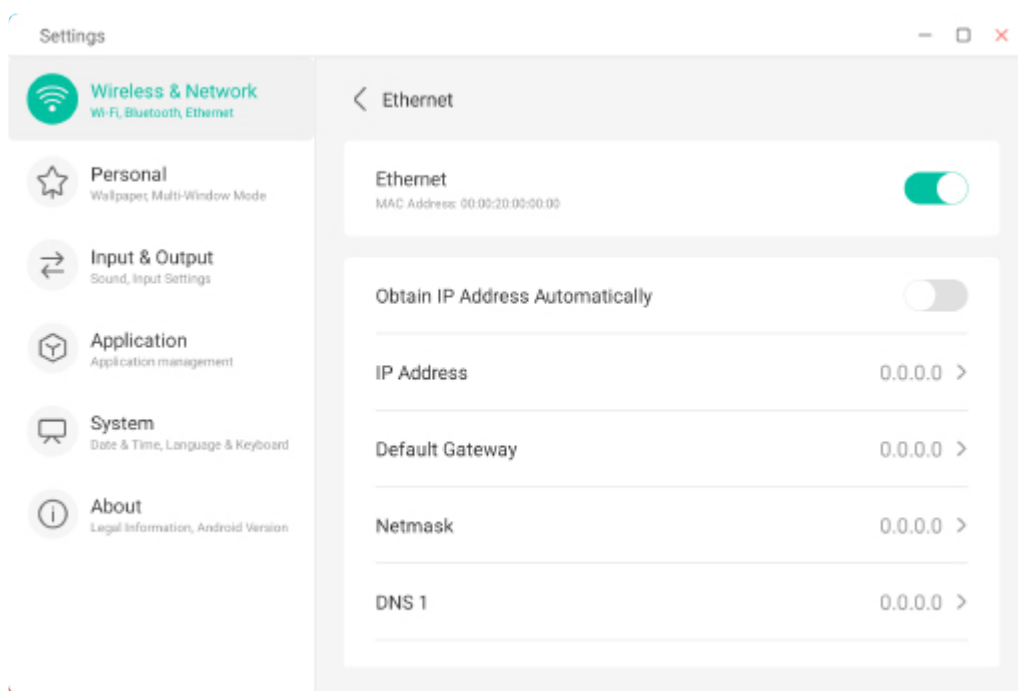 Settings
Wireless & Network
Wi-Fi, Bluetooth, Ethernet
Personal
Wallpaper, Multi-Window Mode
Input & Output
Sound, Input Settings
Application
Application management
System
Date & Time, Language & Keyboard
About
Legal Information, Android Version
Ethernet
Ethernet
MAC Address: 00:00:20:00:00:00
Obtain IP Address Automatically
IP Address 0.0.0.0
Default Gateway 0.0.0.0
Netmask 0.0.0.0
DNS 1 0.0.0.0